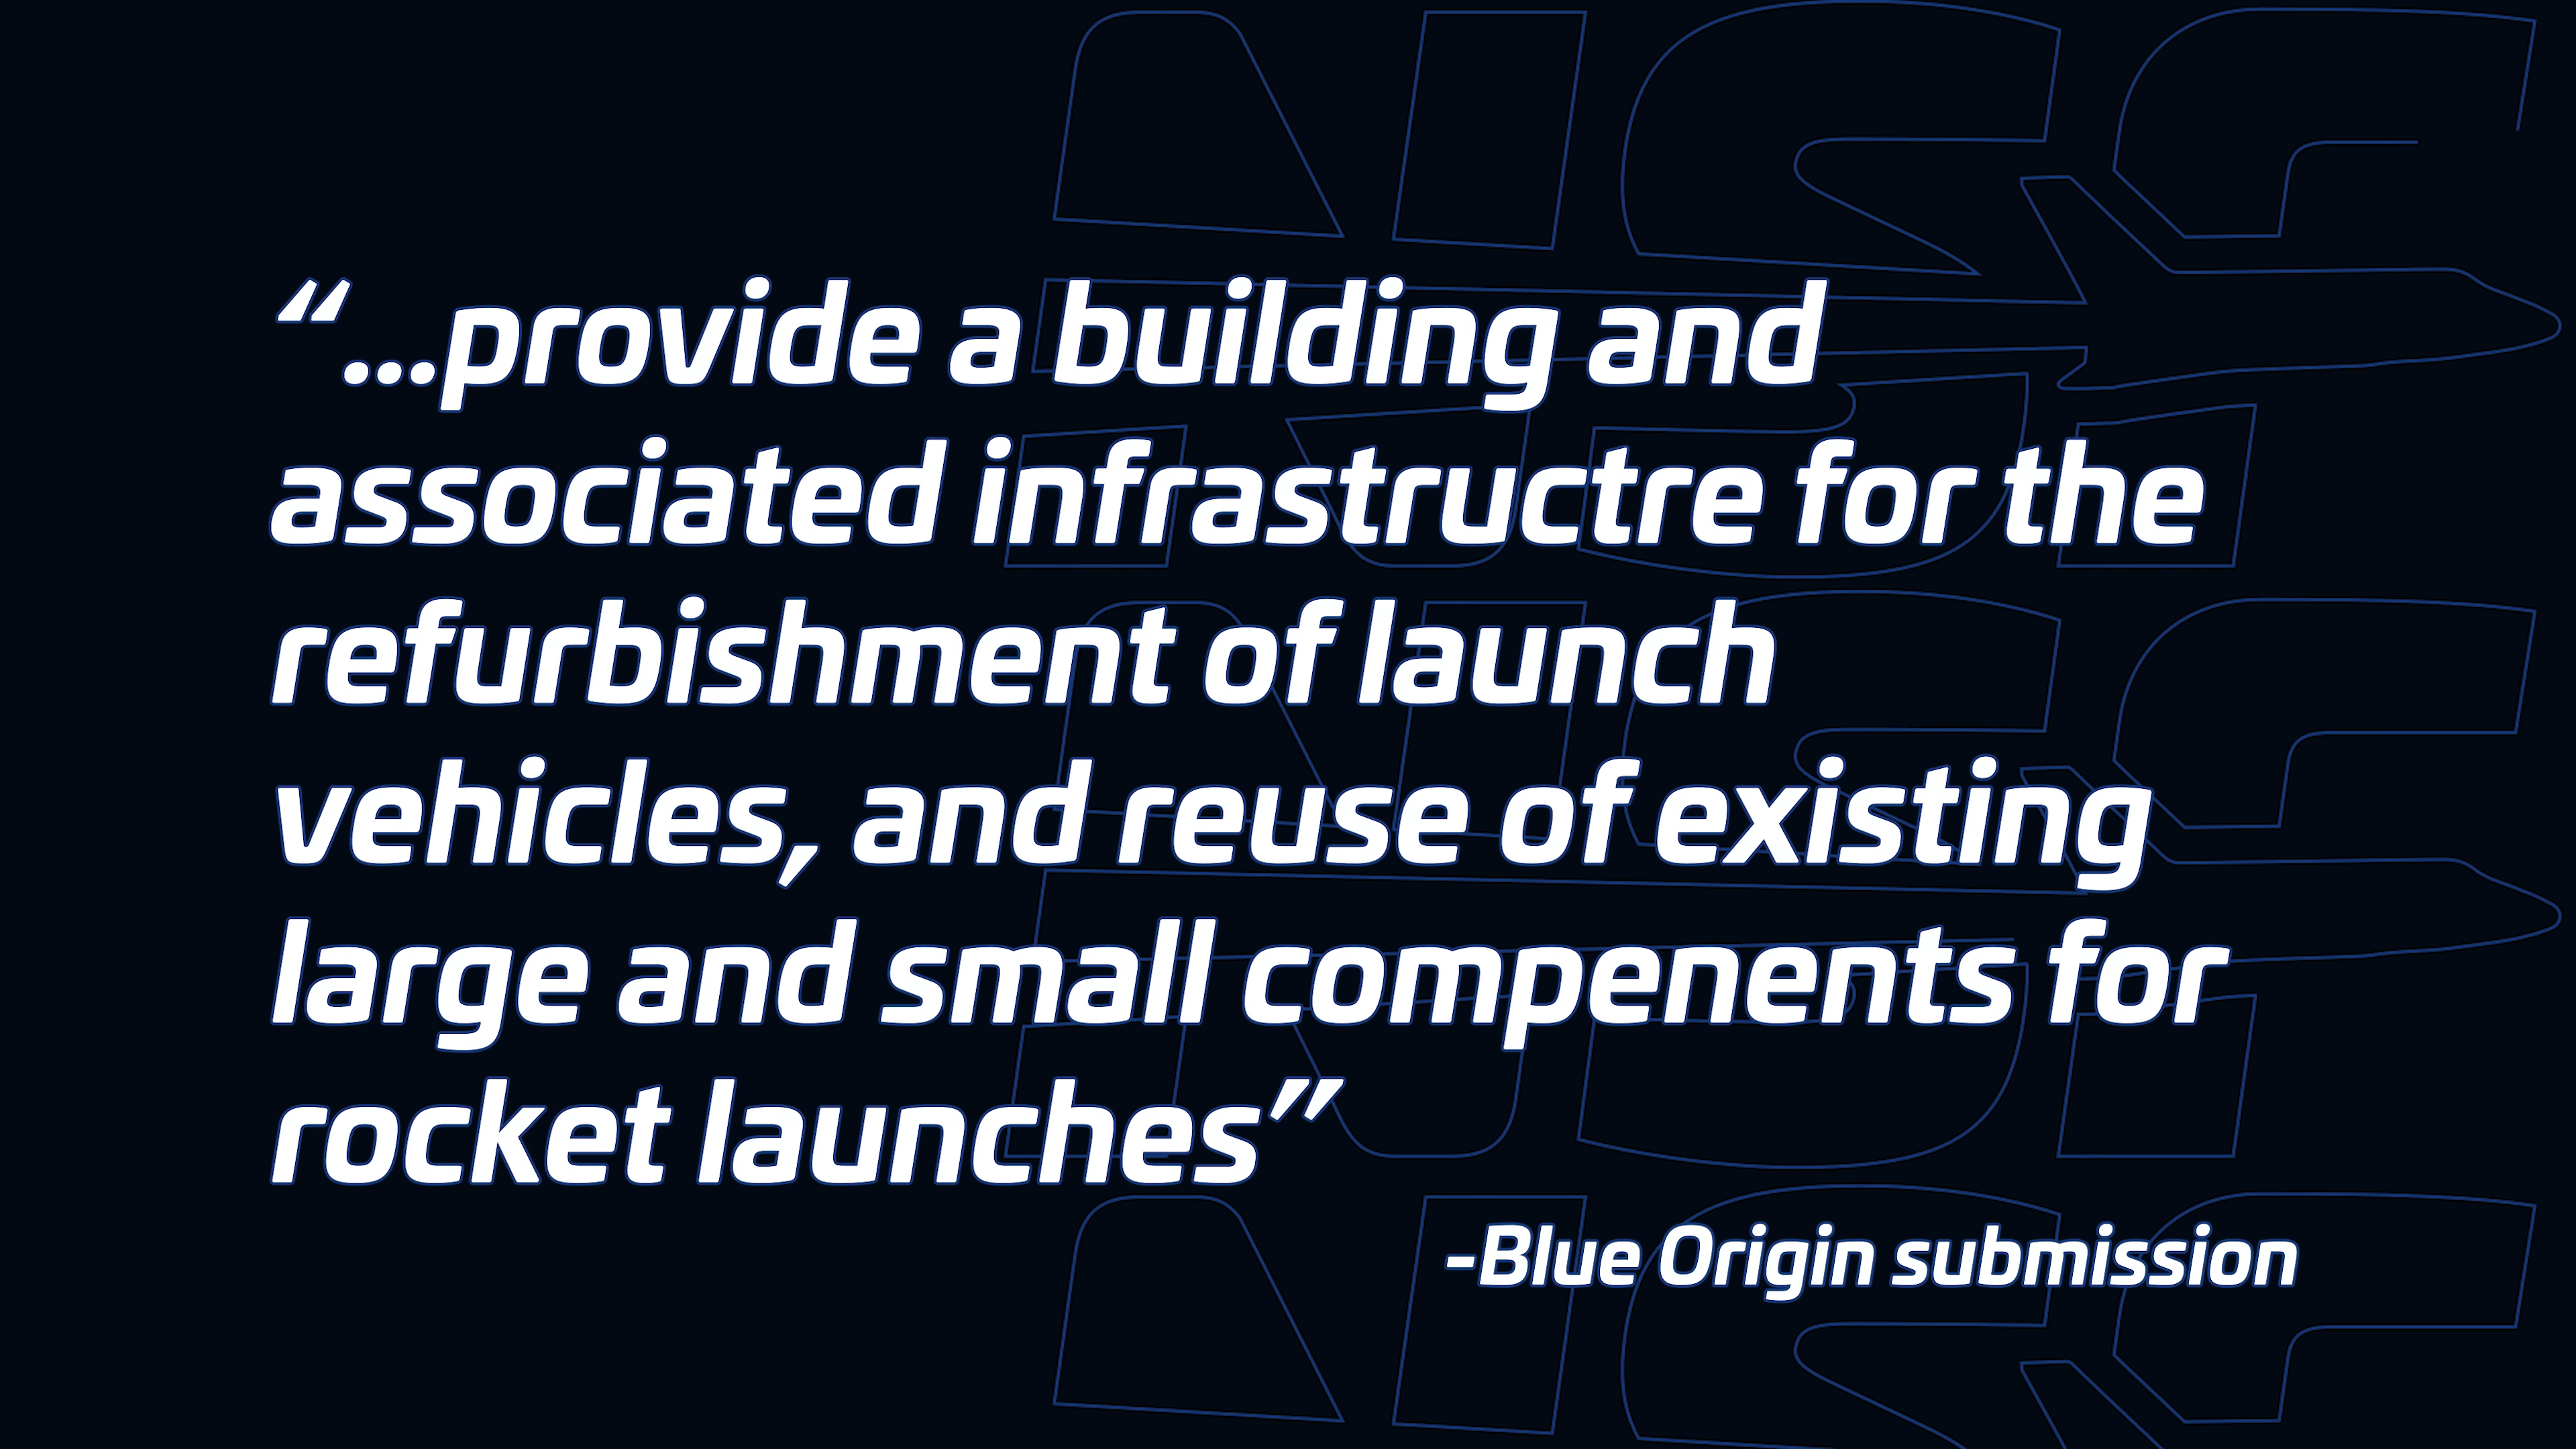 “...provide a building and
associated infrastructre for the
refurbishment of launch
vehicles, and reuse of existing
large and small compenents for
rocket launches”
-Blue Origin submission